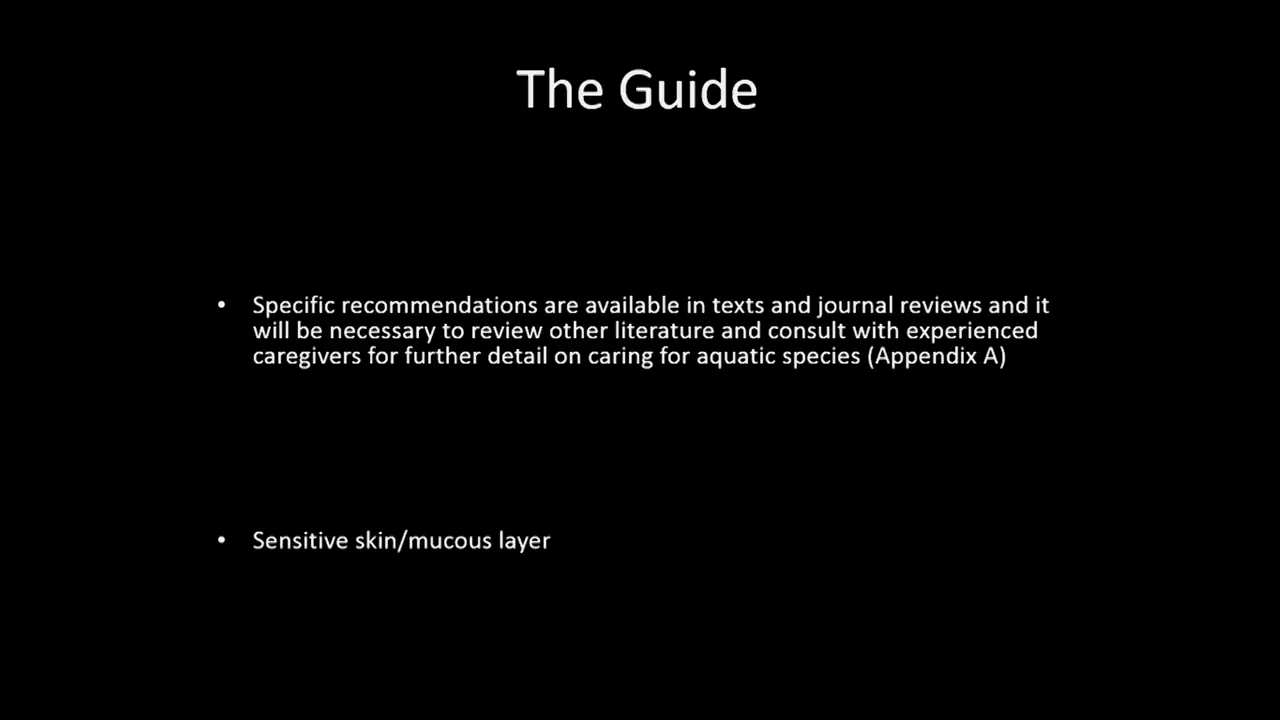 The Guide
• Specific recommendations are available in texts and journal reviews and it
will be necessary to review other literature and consult with experienced
caregivers for further detail on caring for aquatic species (Appendix A)
• Sensitive skin/mucous layer